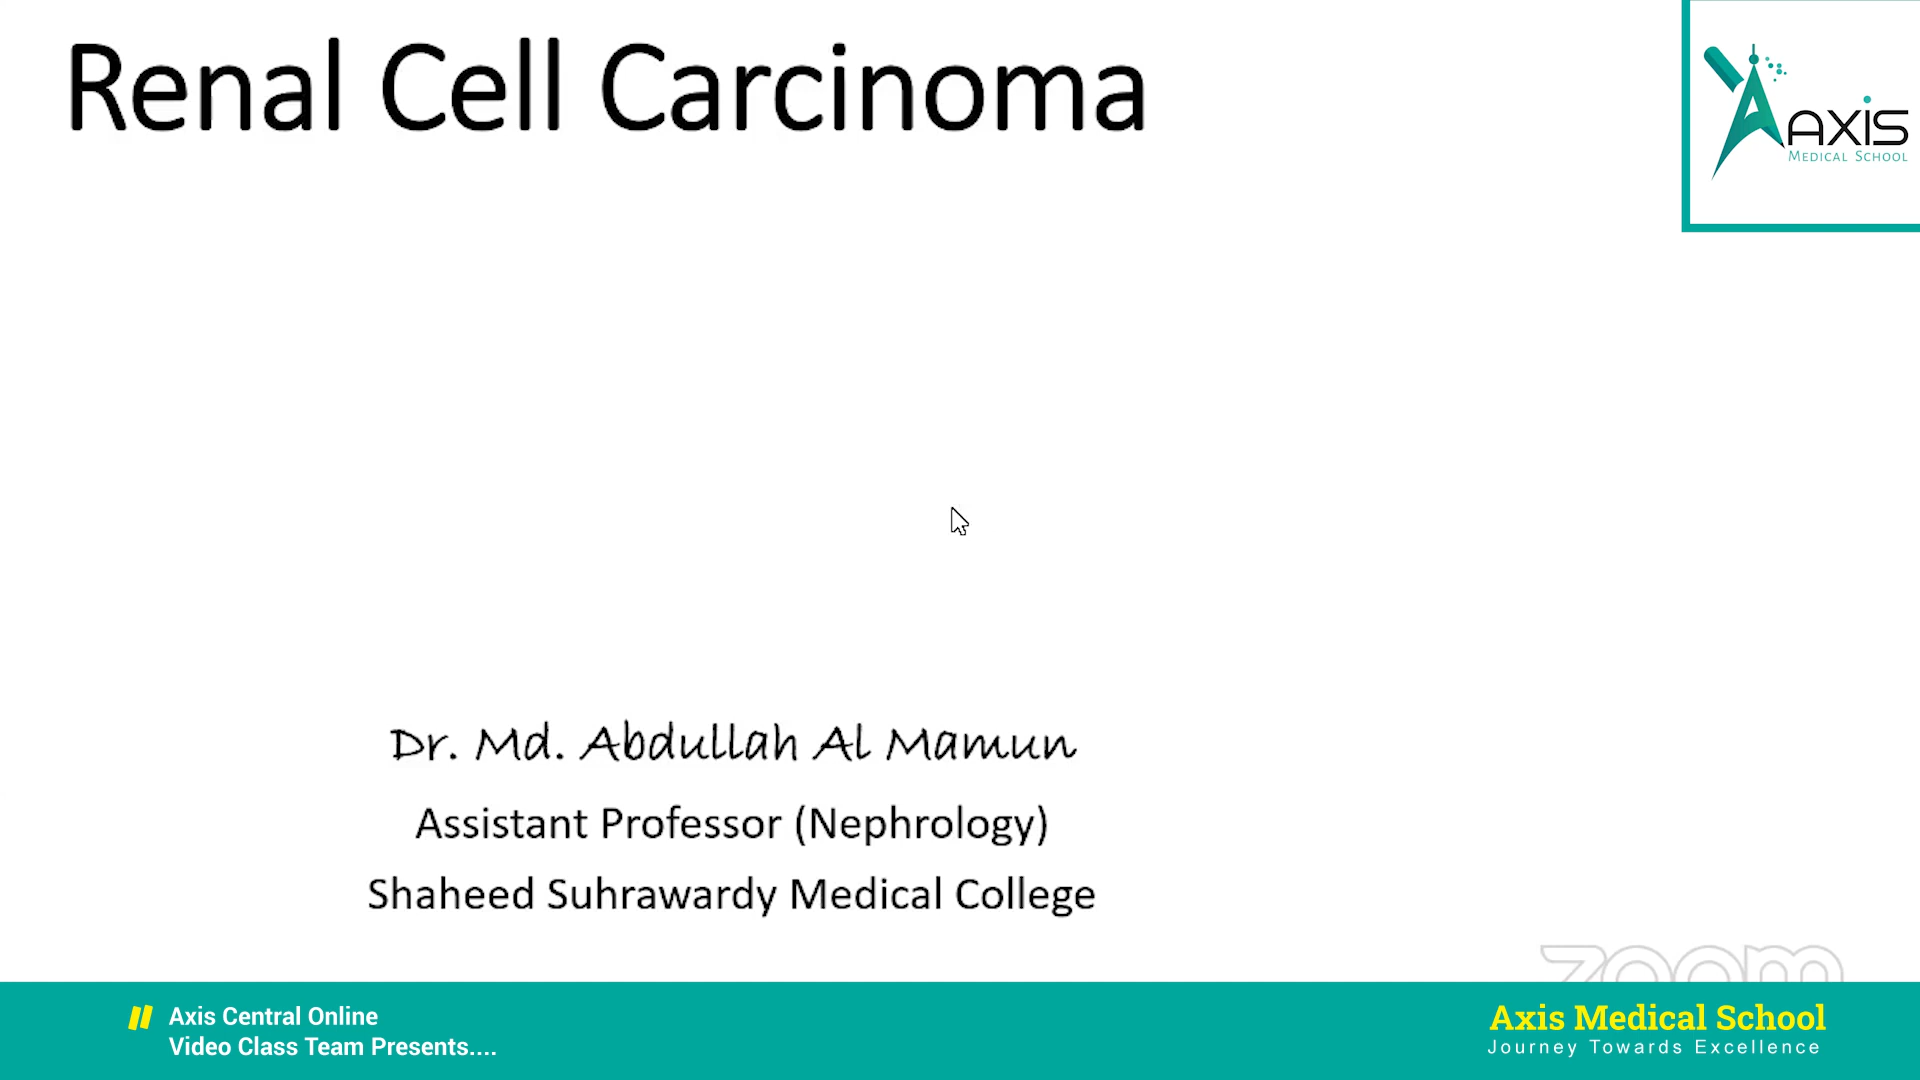 Renal Cell Carcinoma
AXIS
MEDICAL SCHOOL
Dr. Md. Abdullah Al Mamun
Assistant Professor (Nephrology)
Shaheed Suhrawardy Medical College
zoom
Axis Central Online
Video Class Team Presents....
Axis Medical School
Journey Towards Excellence